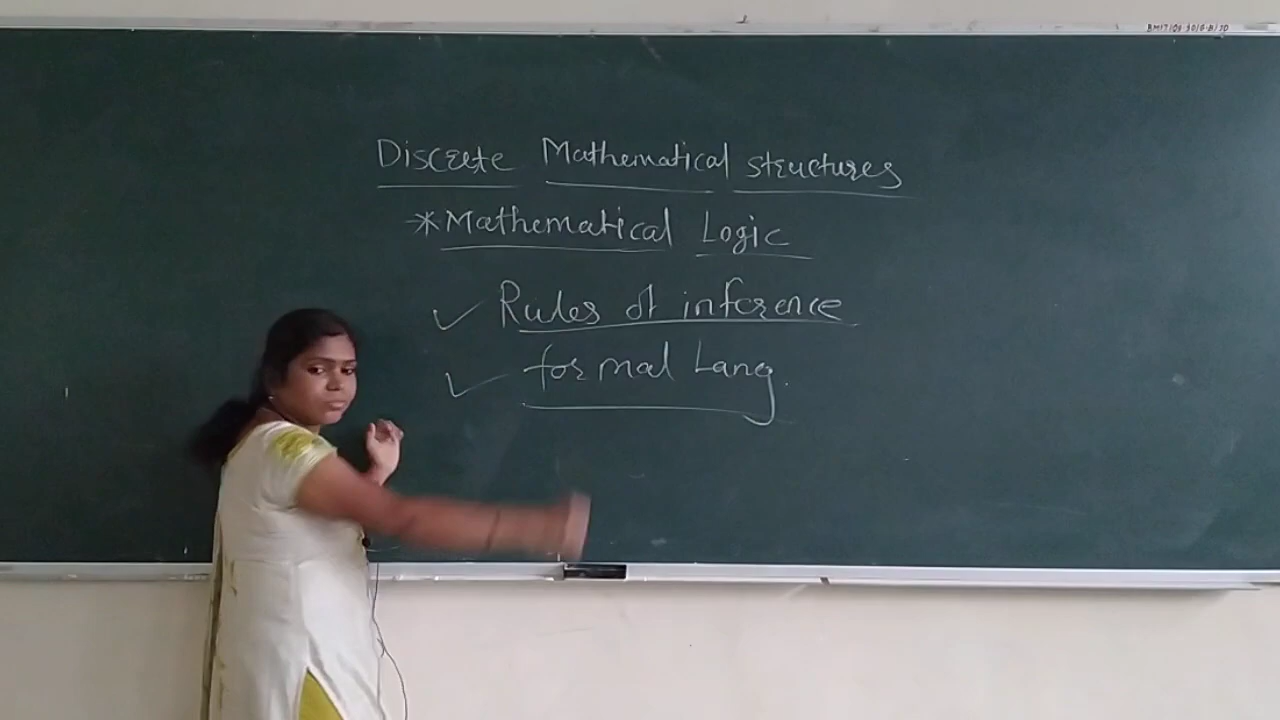 Discrete Mathematical structures
*Mathematical Logic
✓ Rules of inference
✓ formal Lang.